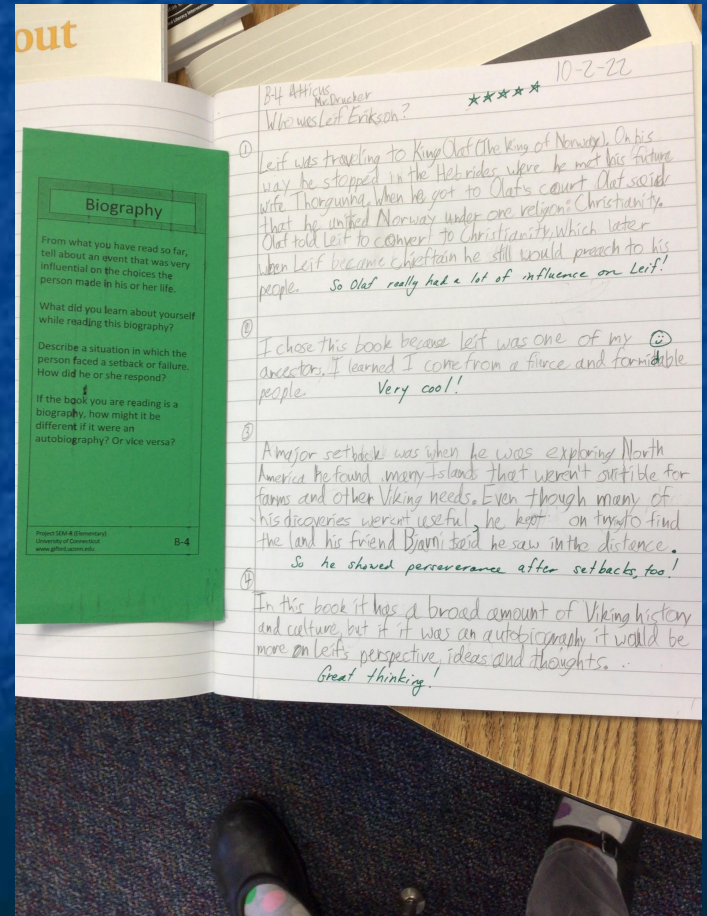 out
Biography
From what you have read so far,
tell about an event that was very
influential on the choices the
person made in his or her life.
What did you learn about yourself
while reading this biography?
Describe a situation in which the
person faced a setback or failure.
How did he or she respond?
If the book you are reading is a
biography, how might it be
different if it were an
autobiography? Or vice versa?
Project SEM-R (Elementary)
University of Connecticut
www.gifted.uconn.edu
B-4
10-2-22
B-4 Atticus
Mr. Drucker
Who was Leif Erikson?
1
Leif was traveling to King Olaf (The King of Norway). On his
way he stopped in the Hebrides, were he met his future
wife Thorgunna. When he got to Olaf's court Olaf said
that he united Norway under one religon: Christianity.
Olaf told Leif to convert to Christianity, Which later
when Leif became chieftain he still would preach to his
people. So Olaf really had a lot of influence on Leif!
2
I chose this book because leif was one of my
ancestors. I learned I come from a fierce and formidable
people. Very cool!
3
A major setback was when he was exploring North
America he found many Islands that weren't suitible for
farms and other Viking needs. Even though many of
his dicoveries weren't useful, he kept on trying to find
the land his friend Bjavni said he saw in the distence.
So he showed perseverance after setbacks, too!
4
In this book it has a broad amount of Viking history
and culture, but if it was an autobiography it would be
more on Leif's perspective, ideas and thoughts.
Great thinking!